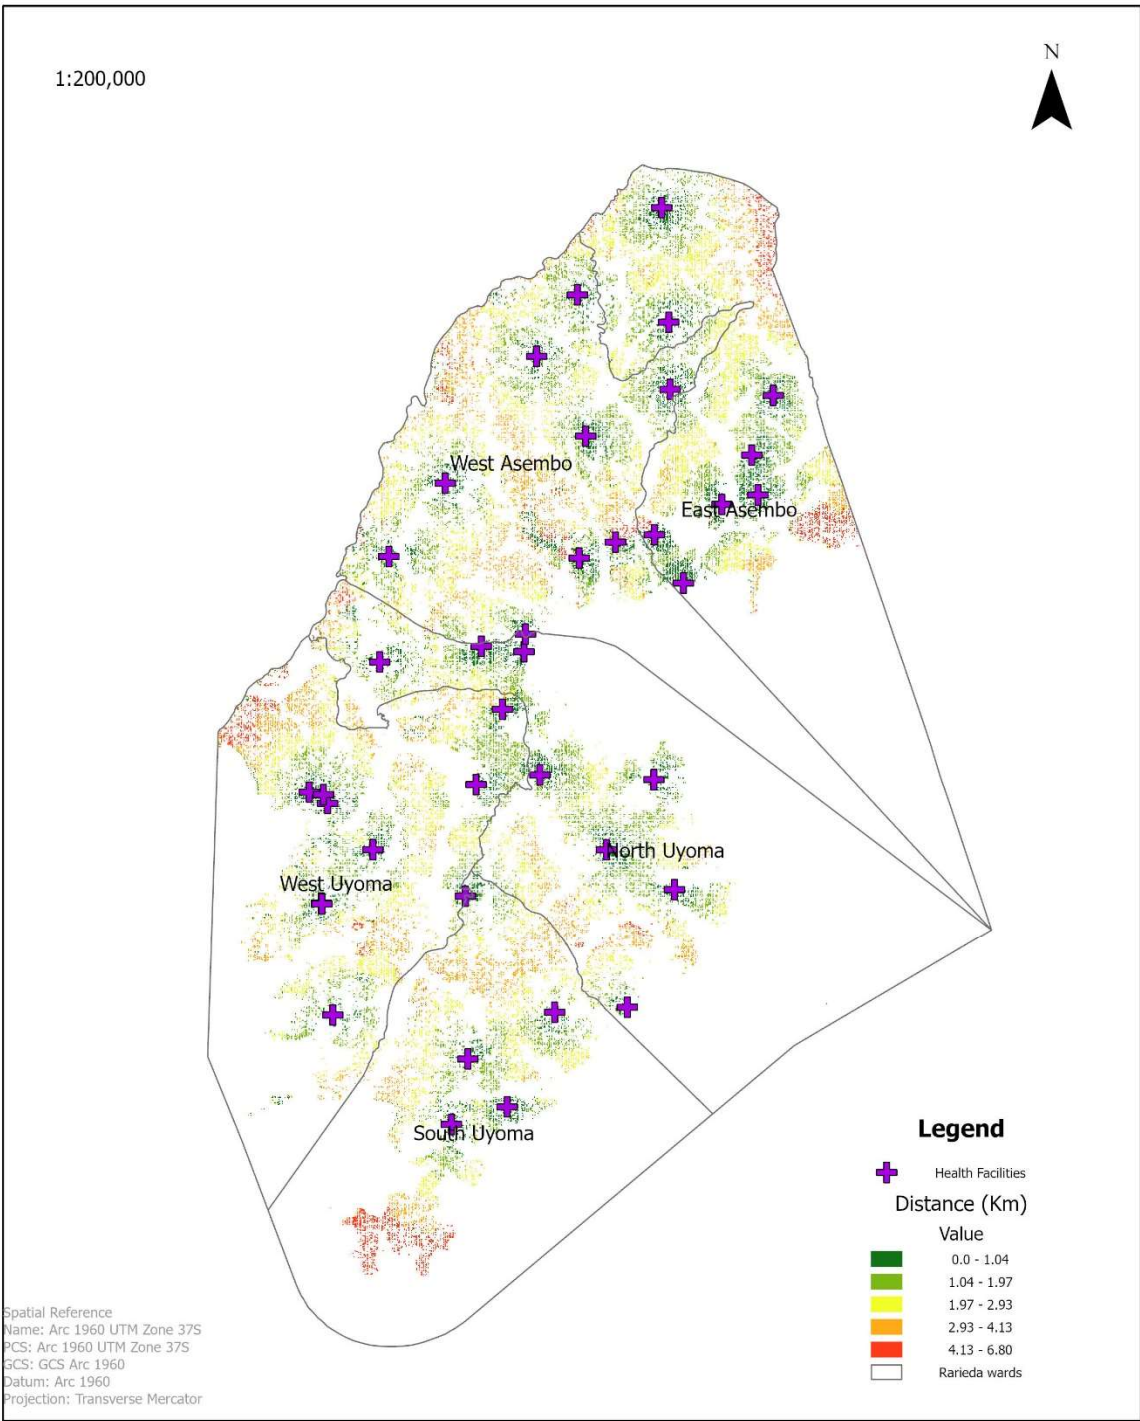 N
1:200,000
West Asembo
East Asembo
North Uyoma
West Uyoma
South Uyoma
Legend
Health Facilities
Distance (Km)
Value
0.0 - 1.04
1.04 - 1.97
1.97 - 2.93
2.93 - 4.13
4.13 - 6.80
Rarieda wards
Spatial Reference
Name: Arc 1960 UTM Zone 37S
PCS: Arc 1960 UTM Zone 37S
GCS: GCS Arc 1960
Datum: Arc 1960
Projection: Transverse Mercator